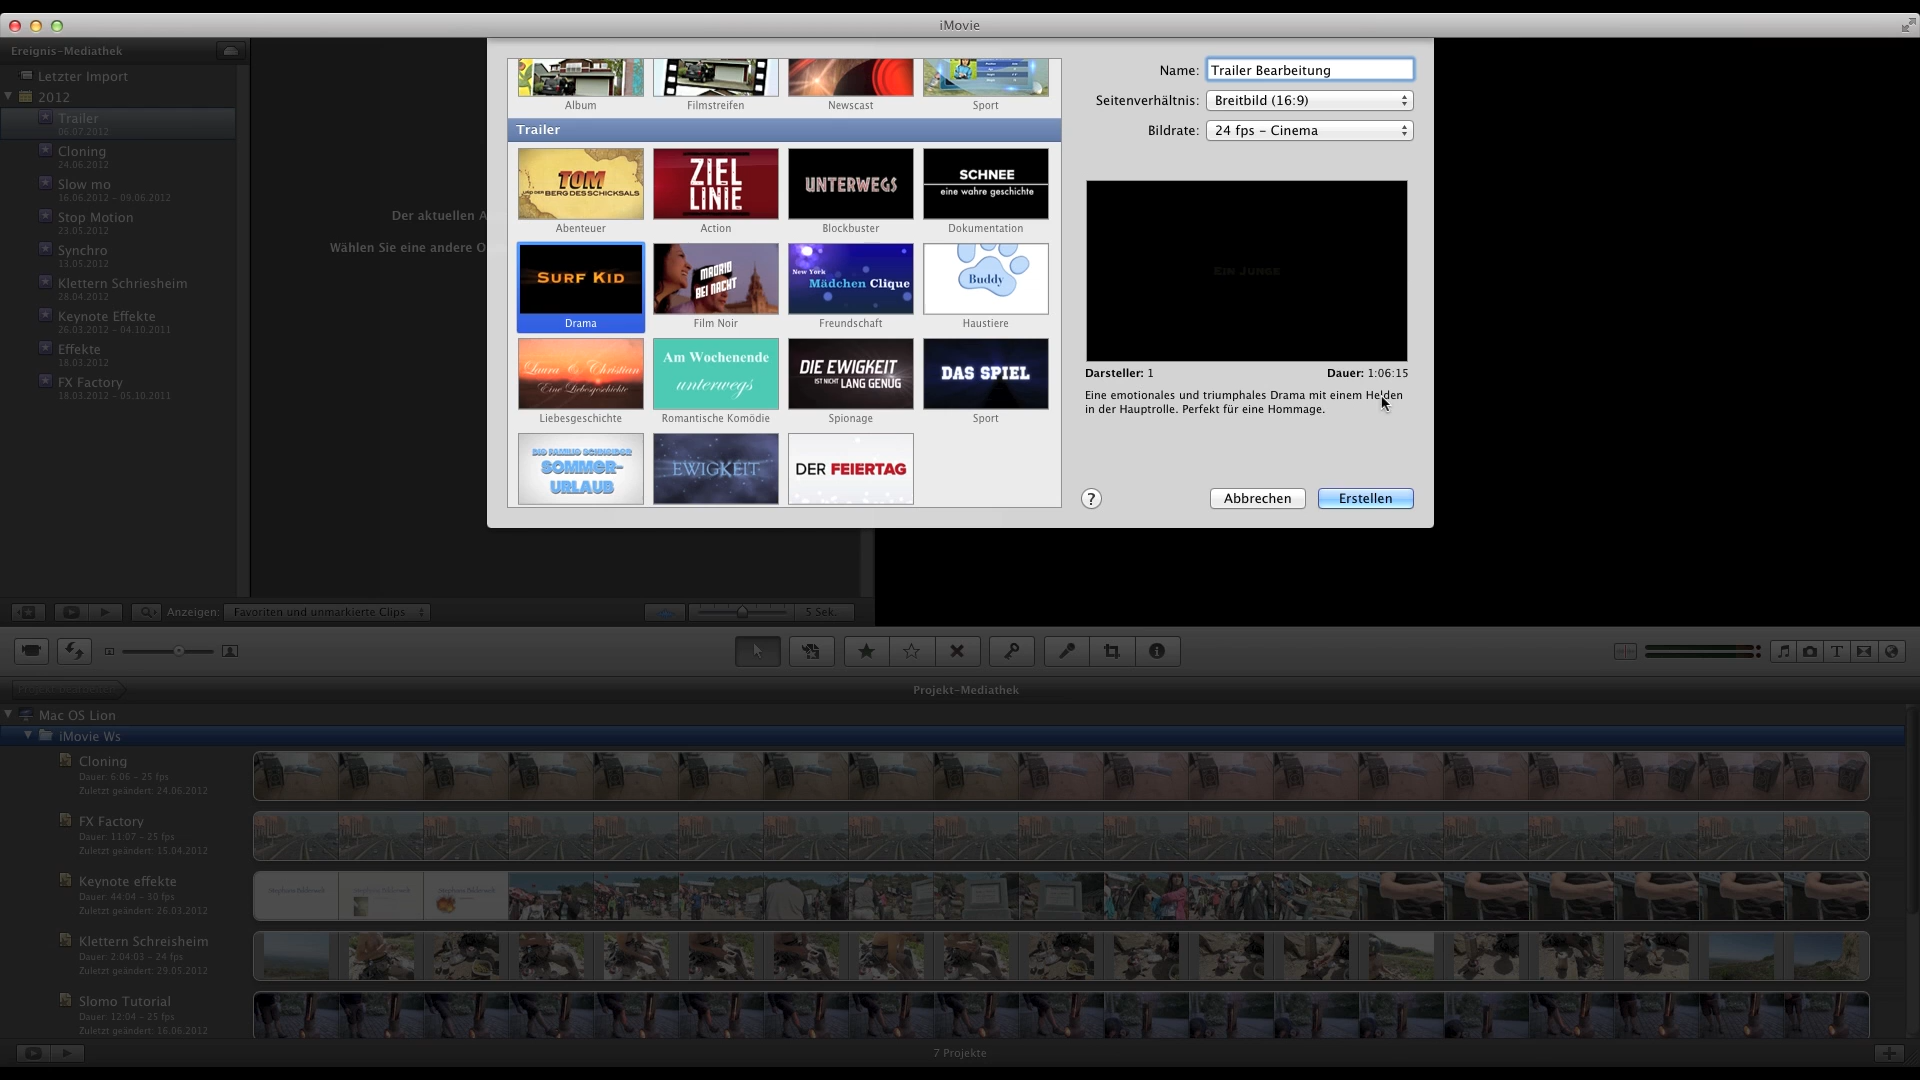 iMovie
Ereignis-Mediathek
Letzter Import
2012
Trailer
06.07.2012
Cloning
24.06.2012
Slow mo
16.06.2012 - 09.06.2012
Stop Motion
23.05.2012
Synchro
13.05.2012
Klettern Schriesheim
28.04.2012
Keynote Effekte
26.03.2012 - 04.10.2011
Effekte
18.03.2012
FX Factory
18.03.2012 - 05.10.2011
Der aktuellen A
Wählen Sie eine andere O
Album
Filmstreifen
Newscast
Sport
Trailer
TOM
UND DER BERG DES SCHICKSALS
Abenteuer
ZIEL
LINIE
Action
UNTERWEGS
Blockbuster
SCHNEE
eine wahre geschichte
Dokumentation
SURF KID
Drama
MADRID
BEI NACHT
Film Noir
New York
Mädchen Clique
Freundschaft
Buddy
Haustiere
Laura & Christian
Eine Liebesgeschichte
Liebesgeschichte
Am Wochenende
unterwegs
Romantische Komödie
DIE EWIGKEIT
IST NICHT LANG GENUG
Spionage
DAS SPIEL
Sport
DIE FAMILIE SCHNEIDER
SOMMER-
URLAUB
EWIGKEIT
DER FEIERTAG
Name: Trailer Bearbeitung
Seitenverhältnis: Breitbild (16:9)
Bildrate: 24 fps – Cinema
EIN JUNGE
Darsteller: 1
Dauer: 1:06:15
Eine emotionales und triumphales Drama mit einem Helden
in der Hauptrolle. Perfekt für eine Hommage.
?
Abbrechen
Erstellen
Anzeigen: Favoriten und unmarkierte Clips
5 Sek.
Projekt bearbeiten
Projekt-Mediathek
Mac OS Lion
iMovie Ws
Cloning
Dauer: 6:06 – 25 fps
Zuletzt geändert: 24.06.2012
FX Factory
Dauer: 11:07 – 25 fps
Zuletzt geändert: 15.04.2012
Keynote effekte
Dauer: 44:04 – 30 fps
Zuletzt geändert: 26.03.2012
Klettern Schreisheim
Dauer: 2:04:03 – 24 fps
Zuletzt geändert: 29.05.2012
Slomo Tutorial
Dauer: 12:04 – 25 fps
Zuletzt geändert: 16.06.2012
7 Projekte